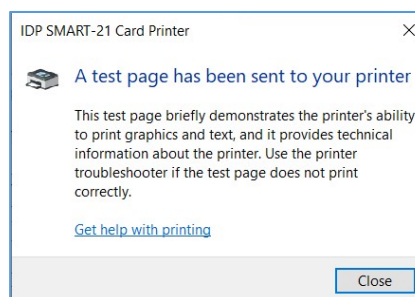 IDP SMART-21 Card Printer
A test page has been sent to your printer
This test page briefly demonstrates the printer's ability
to print graphics and text, and it provides technical
information about the printer. Use the printer
troubleshooter if the test page does not print
correctly.
Get help with printing
Close